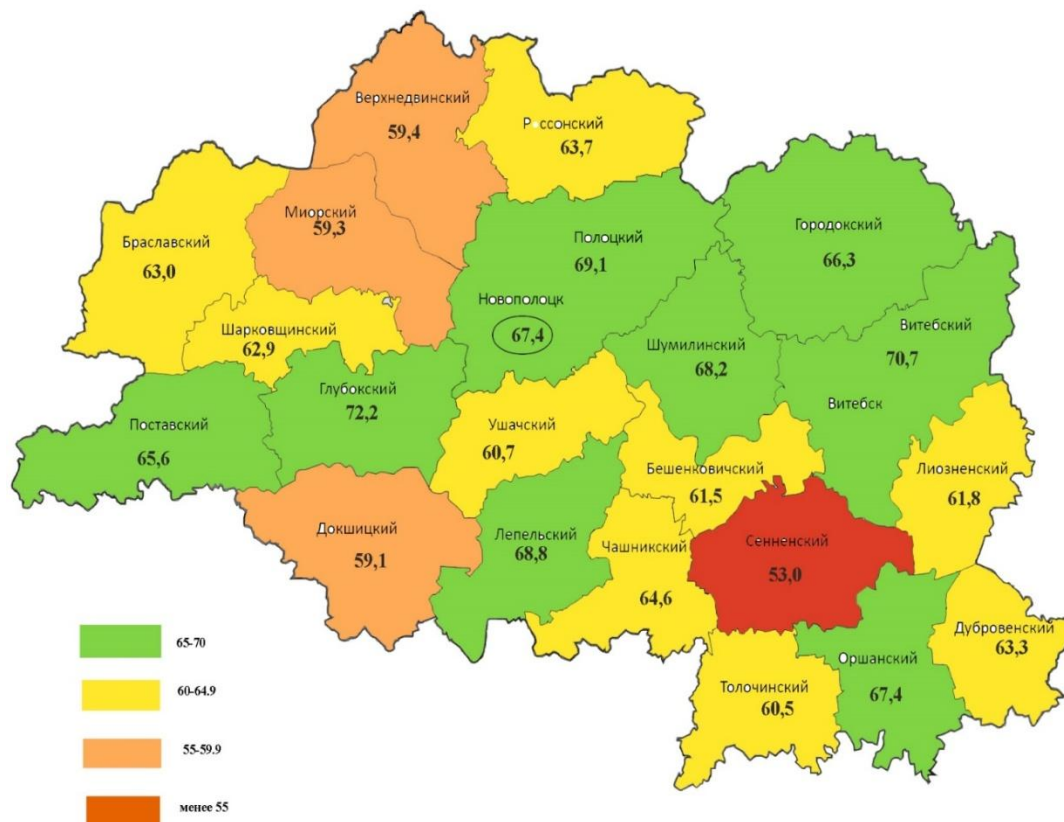 Верхнедвинский
59,4
Россонский
63,7
Миорский
59,3
Браславский
63,0
Городокский
66,3
Полоцкий
69,1
Новополоцк
67,4
Шарковщинский
62,9
Шумилинский
68,2
Витебский
70,7
Витебск
Глубокский
72,2
Поставский
65,6
Ушачский
60,7
Бешенковичский
61,5
Лиозненский
61,8
Докшицкий
59,1
Лепельский
68,8
Чашникский
64,6
Сенненский
53,0
Дубровенский
63,3
Оршанский
67,4
Толочинский
60,5
65-70
60-64.9
55-59.9
менее 55